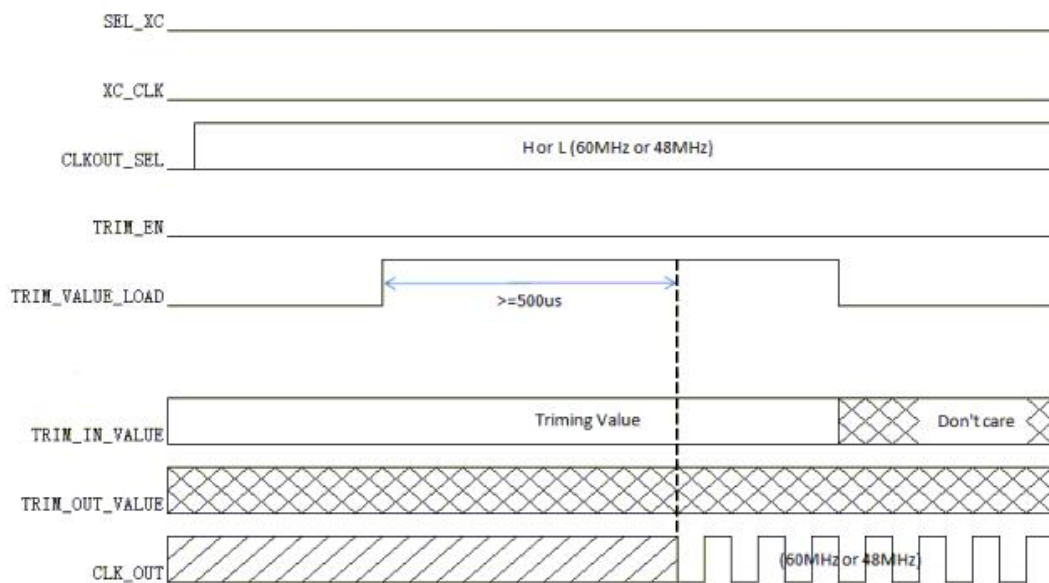 SEL_XC
XC_CLK
H or L (60MHz or 48MHz)
CLKOUT_SEL
TRIM_EN
TRIM_VALUE_LOAD
>=500us
Triming Value
Don't care
TRIM_IN_VALUE
TRIM_OUT_VALUE
(60MHz or 48MHz)
CLK_OUT